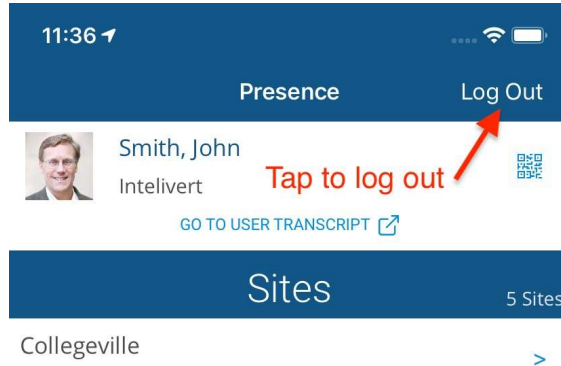 11:36
Presence
Log Out
Smith, John
Intelivert
Tap to log out
GO TO USER TRANSCRIPT
Sites
5 Sites
Collegeville
>